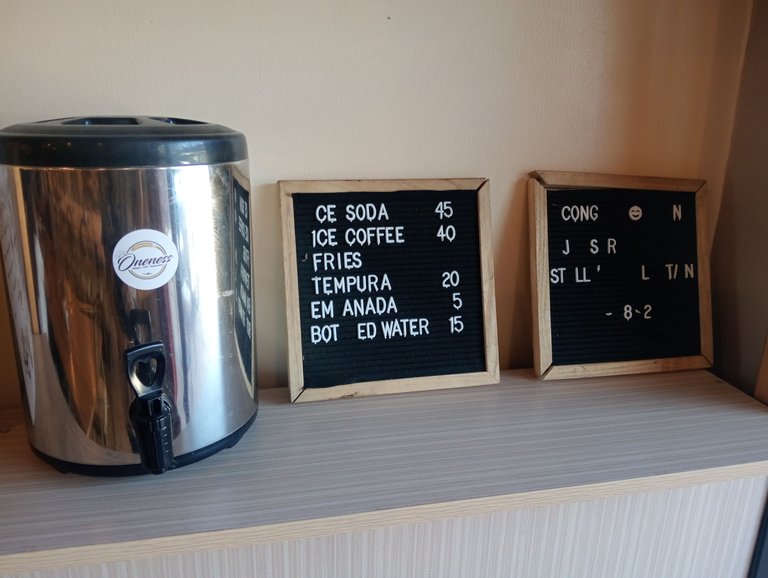 Oneness
CE SODA 45
1CE COFFEE 40
FRIES
TEMPURA 20
EM ANADA 5
BOT ED WATER 15
CONG 😊 N
J S R
ST LL ' L T/ N
- 8-2